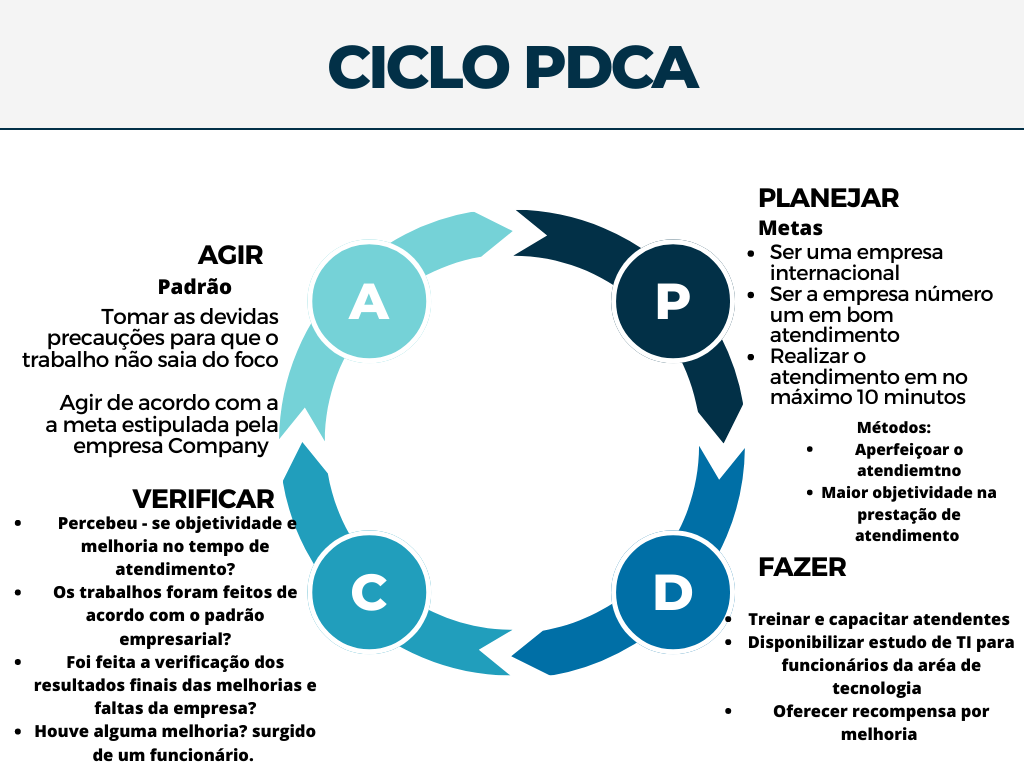 CICLO PDCA
PLANEJAR
Metas
• Ser uma empresa
internacional
• Ser a empresa número
um em bom
atendimento
• Realizar o
atendimento em no
máximo 10 minutos
Métodos:
• Aperfeiçoar o
atendiemtno
• Maior objetividade na
prestação de
atendimento
FAZER
• Treinar e capacitar atendentes
• Disponibilizar estudo de TI para
funcionários da aréa de
tecnologia
• Oferecer recompensa por
melhoria
AGIR
Padrão
Tomar as devidas
precauções para que o
trabalho não saia do foco
Agir de acordo com a
a meta estipulada pela
empresa Company
VERIFICAR
• Percebeu - se objetividade e
melhoria no tempo de
atendimento?
• Os trabalhos foram feitos de
acordo com o padrão
empresarial?
• Foi feita a verificação dos
resultados finais das melhorias e
faltas da empresa?
• Houve alguma melhoria? surgido
de um funcionário.
A
P
C
D